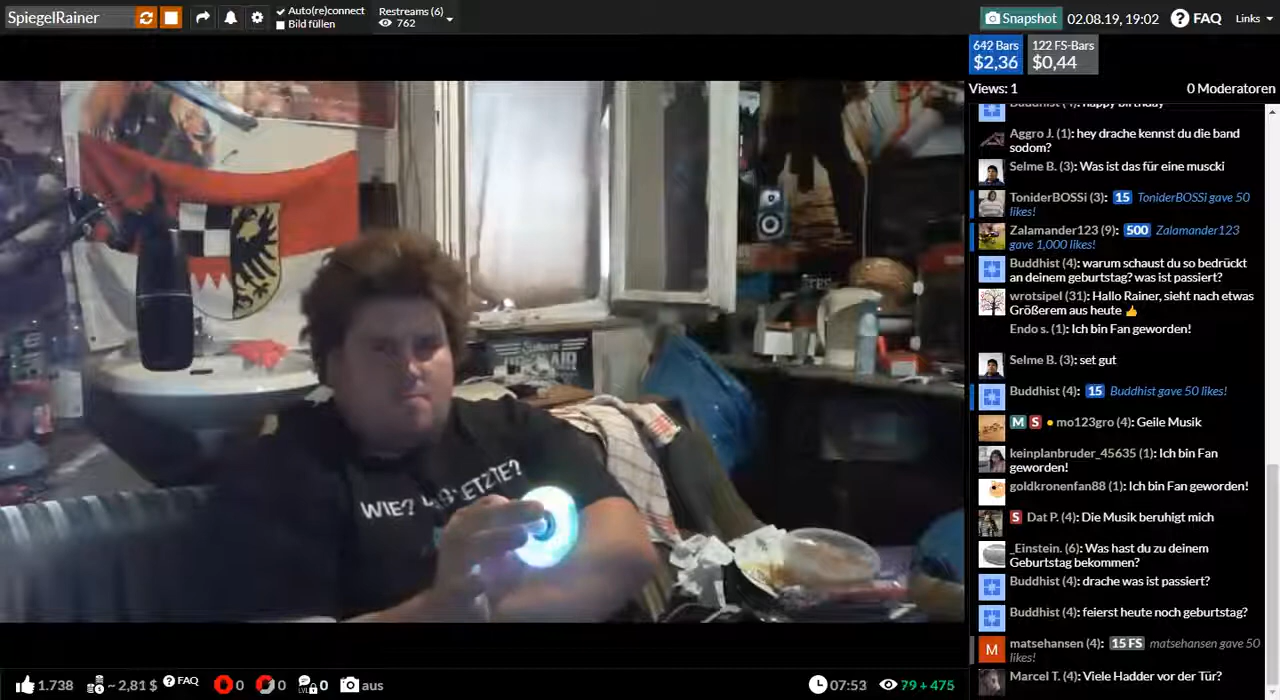 SpiegelRainer
Auto(re)connect
Bild füllen
Restreams (6)
762
Snapshot
02.08.19, 19:02
FAQ
Links
642 Bars
$2,36
122 FS-Bars
$0,44
Views: 1
0 Moderatoren
Buddhist (4): happy birthday
Aggro J. (1): hey drache kennst du die band
sodom?
Selme B. (3): Was ist das für eine muscki
ToniderBOSSi (3): 15 ToniderBOSSi gave 50
likes!
Zalamander123 (9): 500 Zalamander123
gave 1,000 likes!
Buddhist (4): warum schaust du so bedrückt
an deinem geburtstag? was ist passiert?
wrotsipel (31): Hallo Rainer, sieht nach etwas
Größerem aus heute 👍
Endo s. (1): Ich bin Fan geworden!
Selme B. (3): set gut
Buddhist (4): 15 Buddhist gave 50 likes!
M S mo123gro (4): Geile Musik
keinplanbruder_45635 (1): Ich bin Fan
geworden!
goldkronenfan88 (1): Ich bin Fan geworden!
S Dat P. (4): Die Musik beruhigt mich
_Einstein. (6): Was hast du zu deinem
Geburtstag bekommen?
Buddhist (4): drache was ist passiert?
Buddhist (4): feierst heute noch geburtstag?
M
matsehansen (4): 15 FS matsehansen gave 50
likes!
Marcel T. (4): Viele Hadder vor der Tür?
WIE?
1.738
~ 2,81 $
FAQ
0
0
LVL
0
aus
07:53
79 + 475